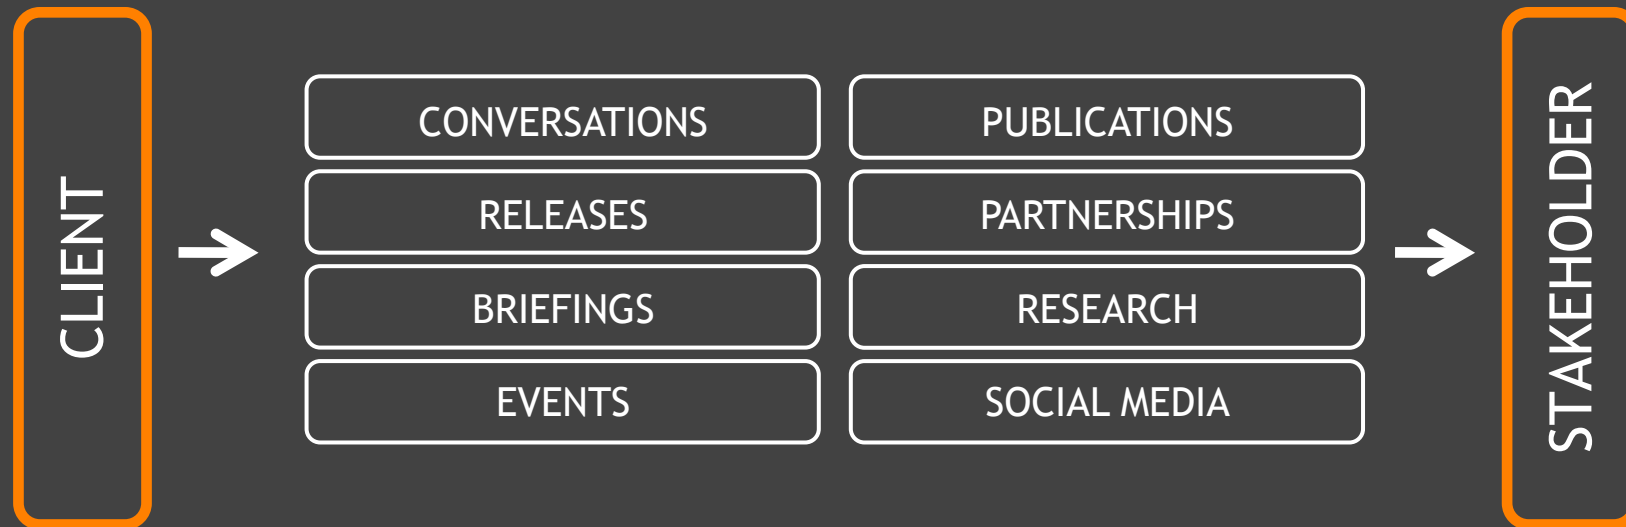 CLIENT
CONVERSATIONS
RELEASES
BRIEFINGS
EVENTS
PUBLICATIONS
PARTNERSHIPS
RESEARCH
SOCIAL MEDIA
STAKEHOLDER